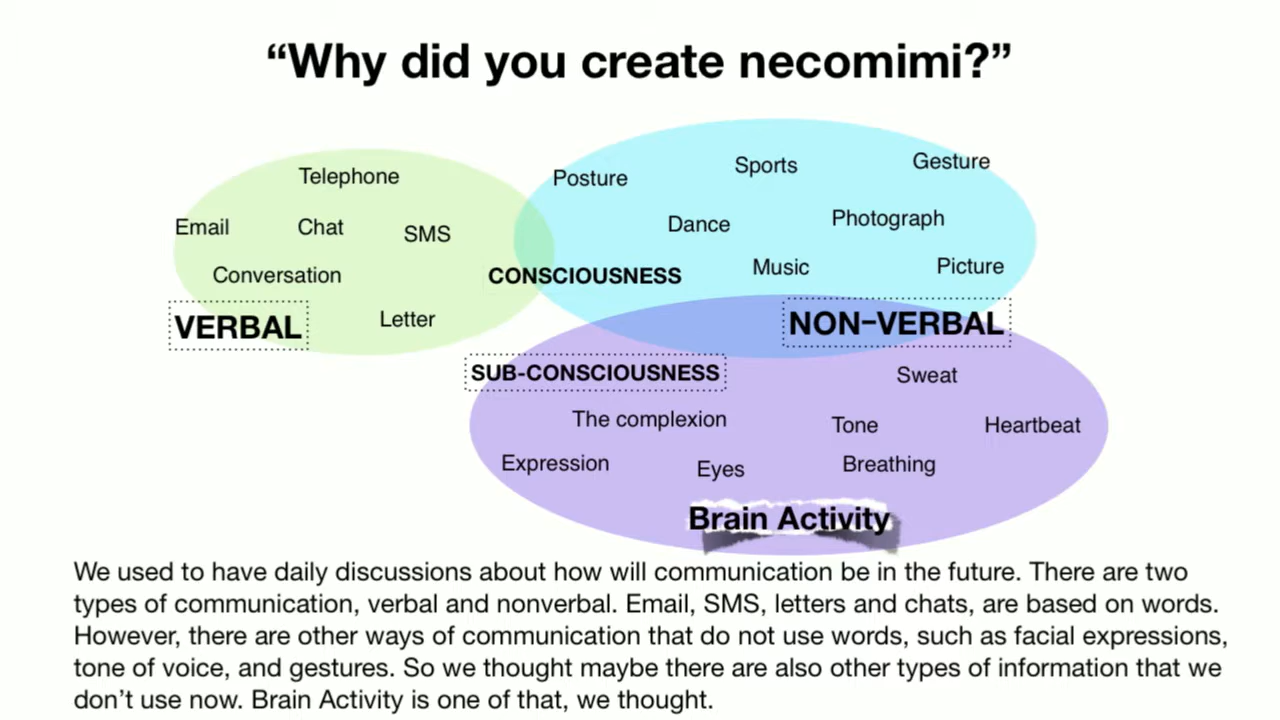 “Why did you create necomimi?”
Telephone
Posture
Sports
Gesture
Email
Chat
SMS
Dance
Photograph
Conversation
CONSCIOUSNESS
Music
Picture
VERBAL
Letter
NON-VERBAL
SUB-CONSCIOUSNESS
Sweat
The complexion
Tone
Heartbeat
Expression
Eyes
Breathing
Brain Activity
We used to have daily discussions about how will communication be in the future. There are two
types of communication, verbal and nonverbal. Email, SMS, letters and chats, are based on words.
However, there are other ways of communication that do not use words, such as facial expressions,
tone of voice, and gestures. So we thought maybe there are also other types of information that we
don’t use now. Brain Activity is one of that, we thought.